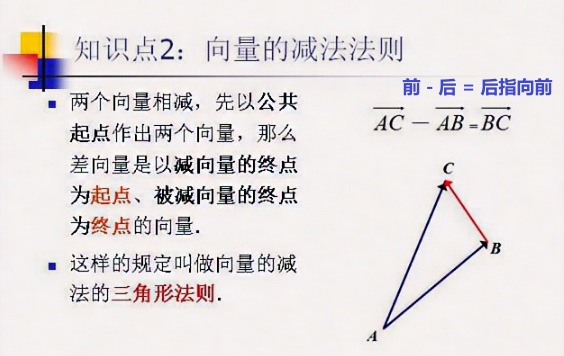 知识点2：向量的减法法则
前 - 后 = 后指向前
■ 两个向量相减，先以公共
起点作出两个向量，那么
差向量是以减向量的终点
为起点、被减向量的终点
为终点的向量.
■ 这样的规定叫做向量的减
法的三角形法则.
AC - AB = BC
C
B
A